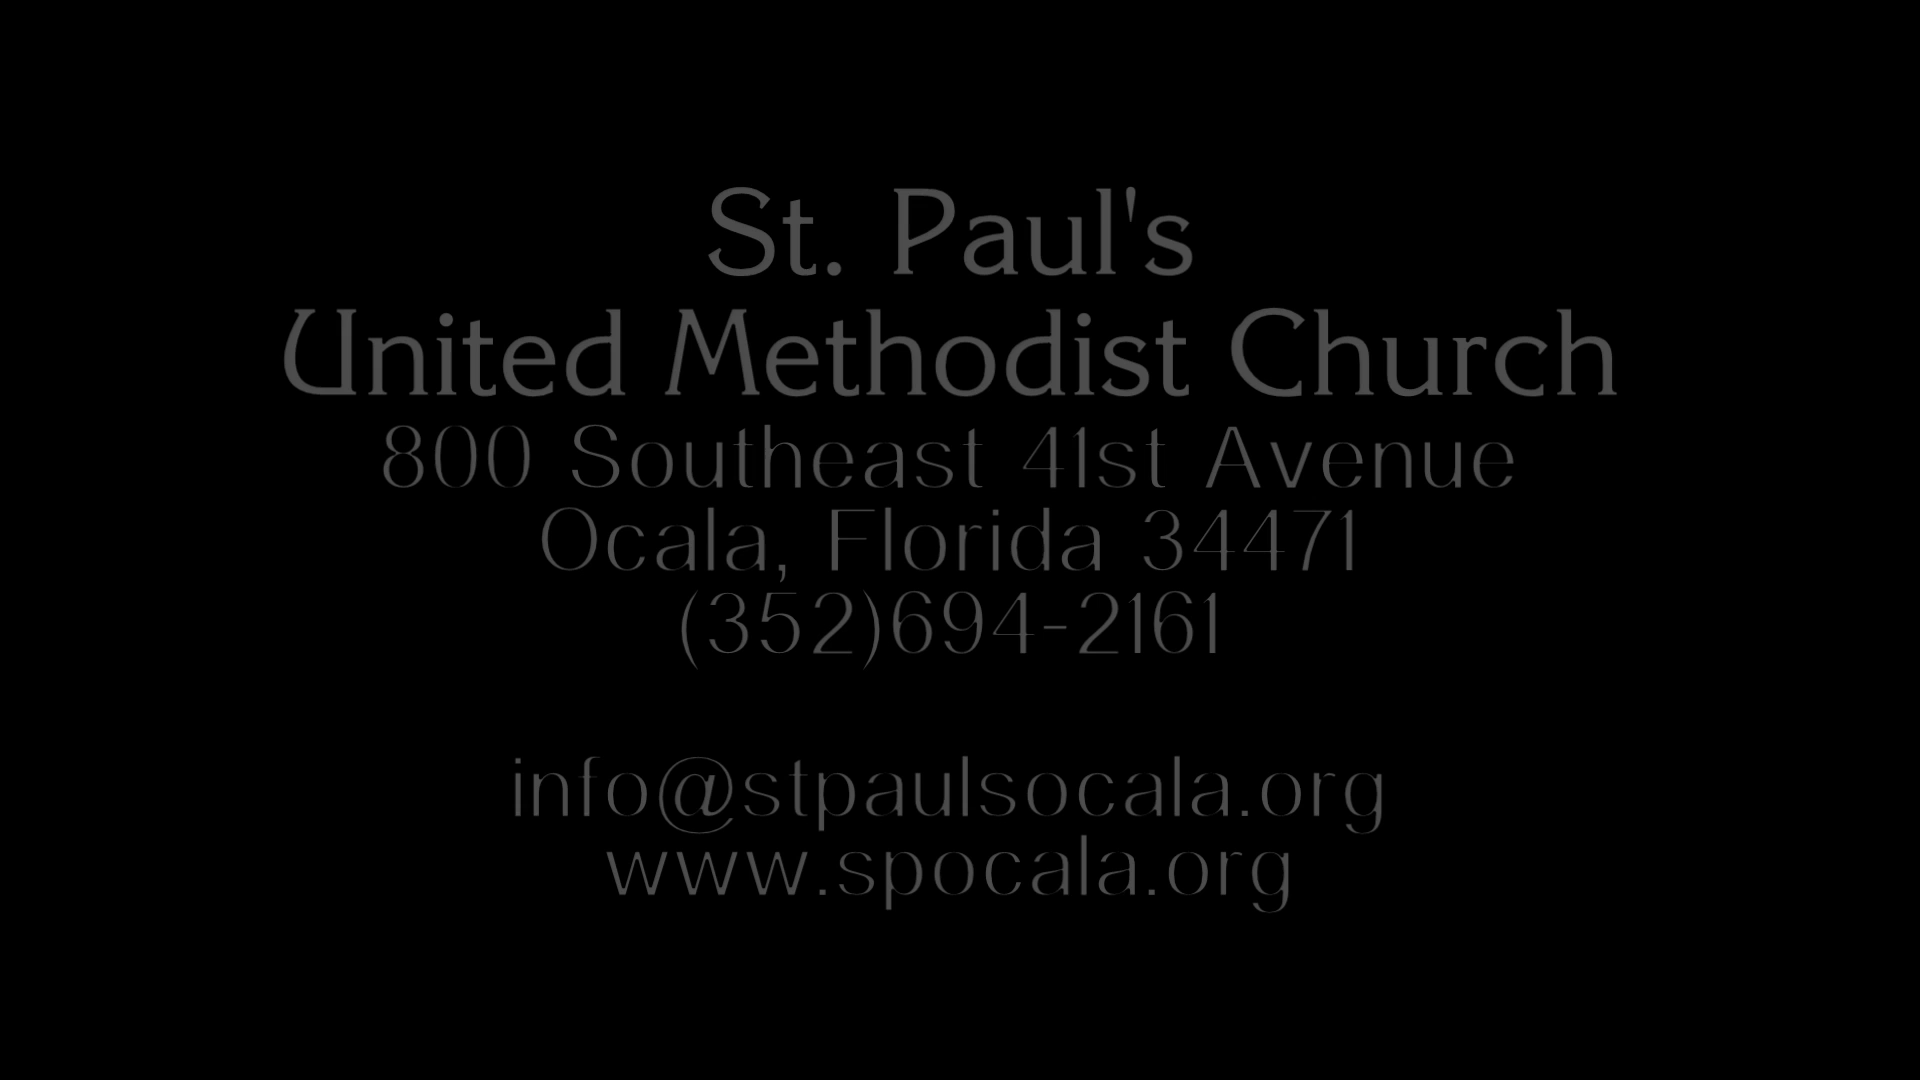 St. Paul's
United Methodist Church
800 Southeast 41st Avenue
Ocala, Florida 34471
(352)694-2161
info@stpaulsocala.org
www.spocala.org